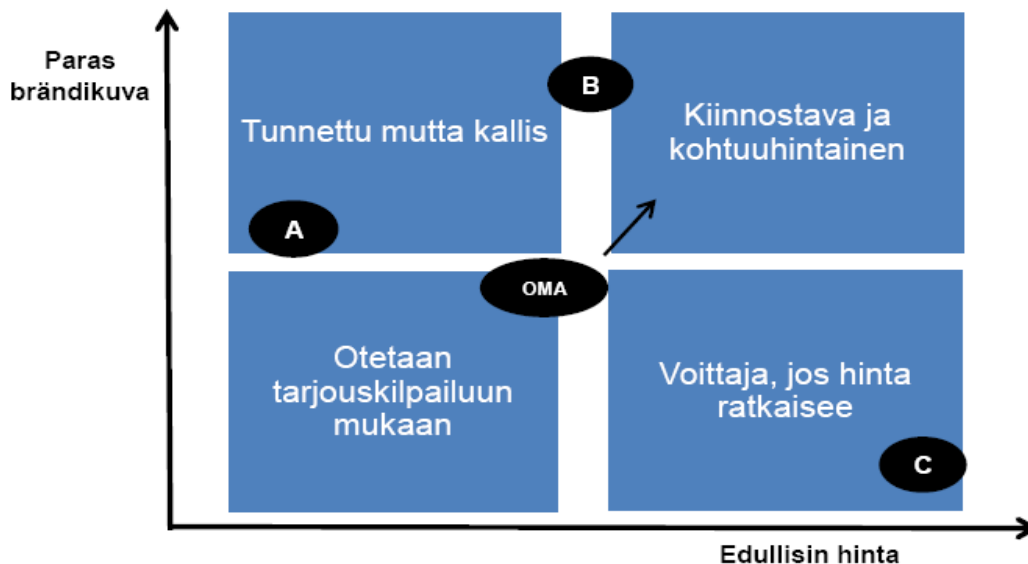 Paras
brändikuva
Tunnettu mutta kallis
B
Kiinnostava ja
kohtuuhintainen
A
OMA
Otetaan
tarjouskilpailuun
mukaan
Voittaja, jos hinta
ratkaisee
C
Edullisin hinta